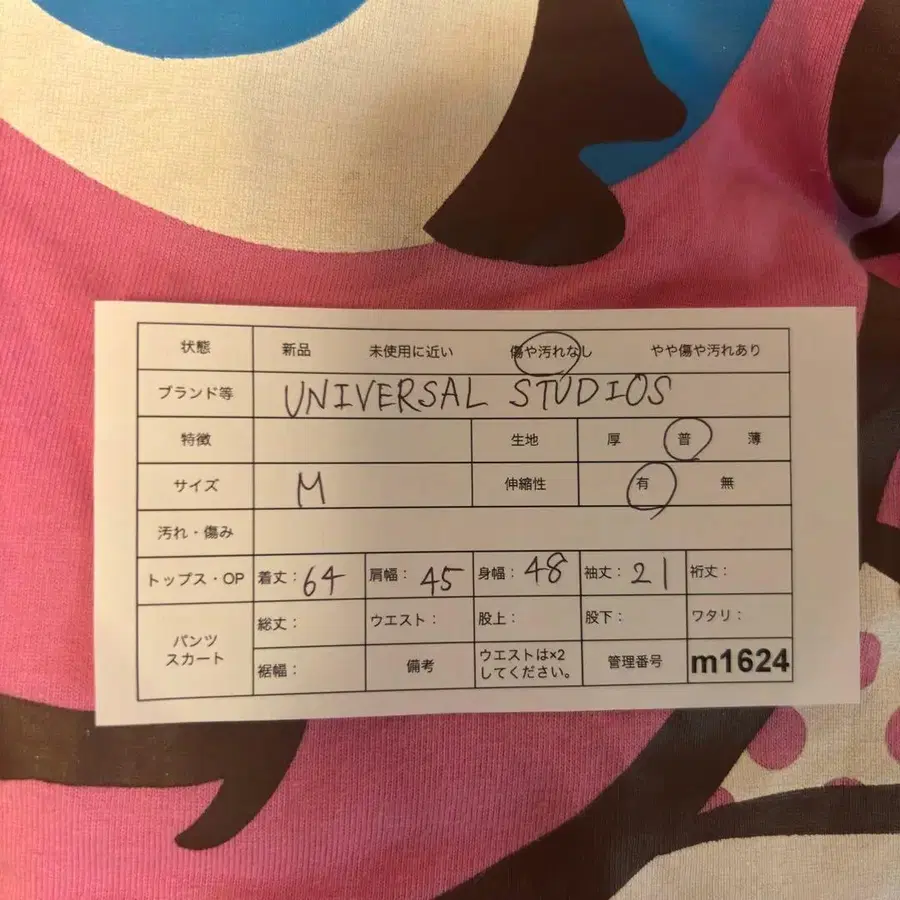 状態 新品 未使用に近い 傷や汚れなし やや傷や汚れあり
ブランド等 UNIVERSAL STUDIOS
特徴 生地 厚 普 薄
サイズ M 伸縮性 有 無
汚れ・傷み
トップス・OP 着丈：64 肩幅：45 身幅：48 袖丈：21 裄丈：
パンツ
スカート
総丈： ウエスト： 股上： 股下： ワタリ：
裾幅： 備考 ウエストは×2
してください。 管理番号 m1624